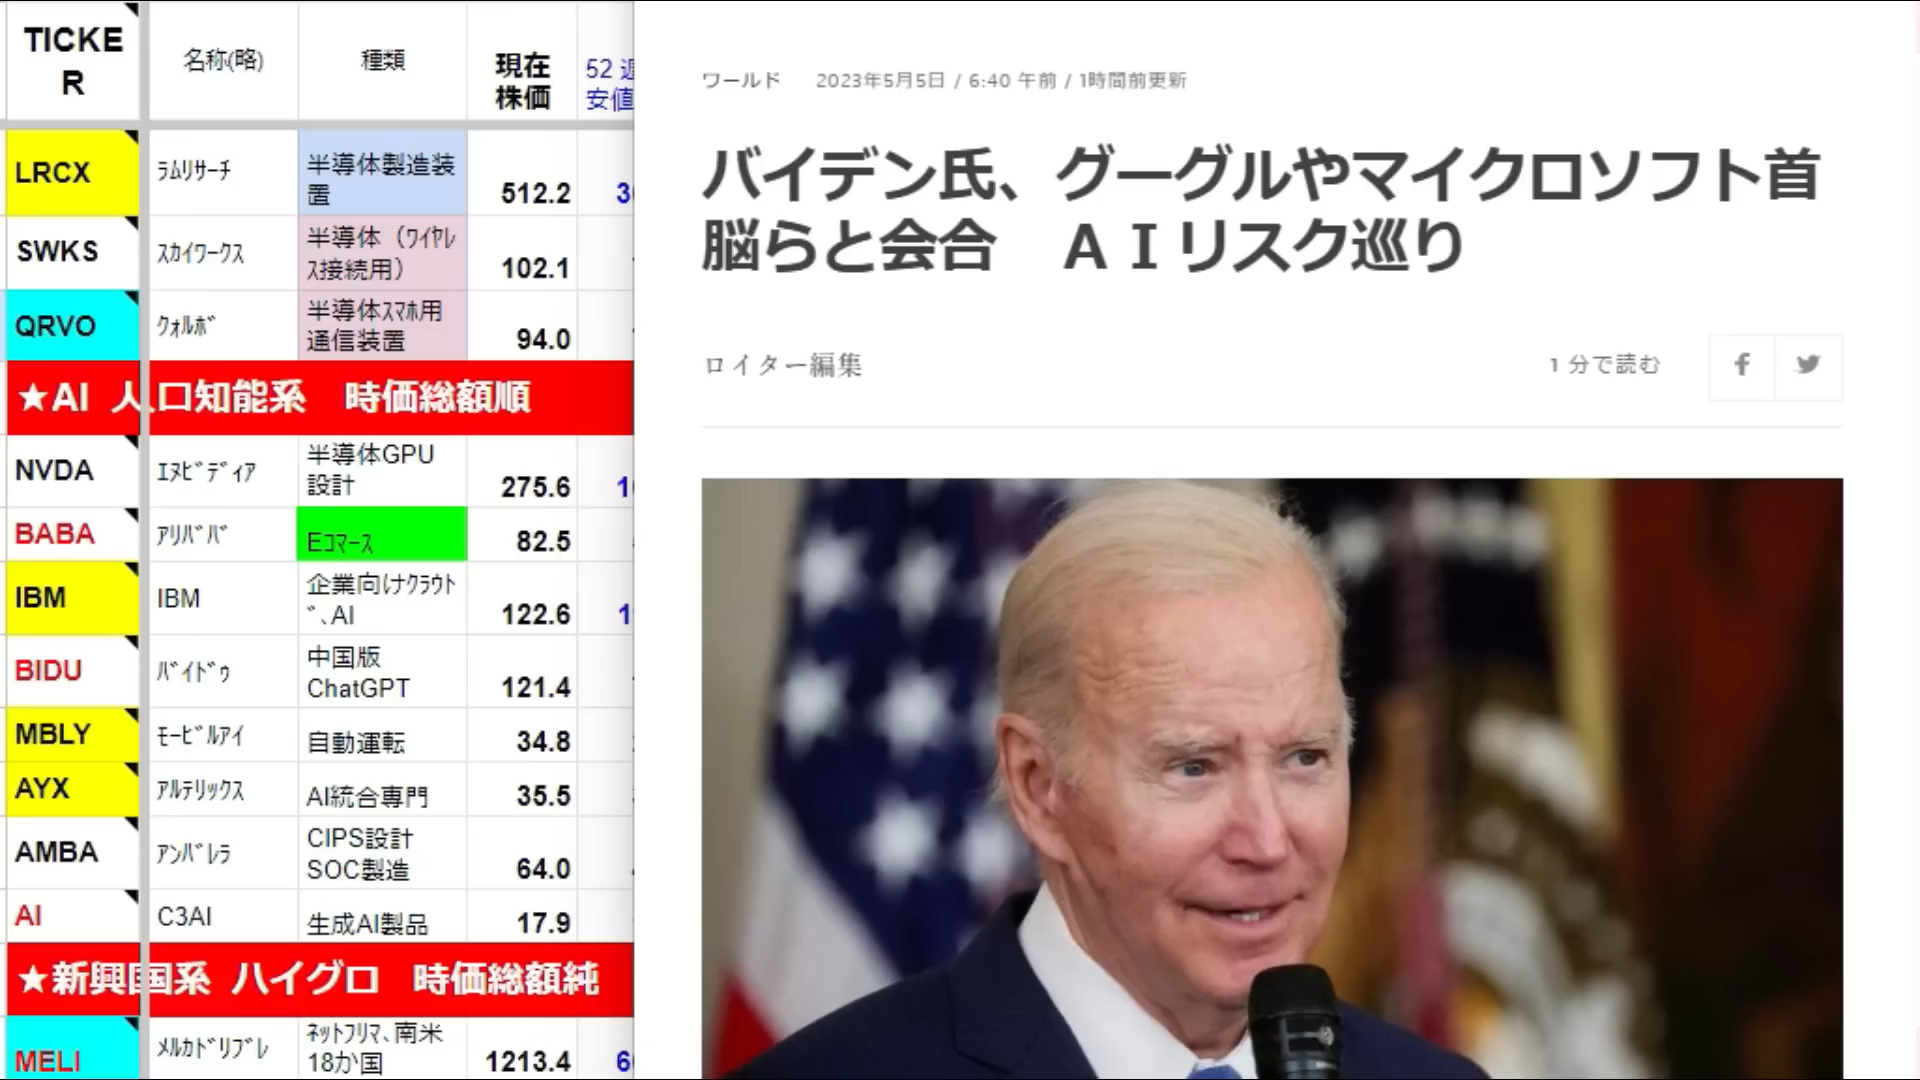 TICKE
R
名称(略)
種類
現在
株価
52 週
安値
LRCX
ﾗﾑﾘｻｰﾁ
半導体製造装
置
512.2
SWKS
ｽｶｲﾜｰｸｽ
半導体（ﾜｲﾔﾚ
ｽ接続用）
102.1
QRVO
ｸｫﾙﾎﾞ
半導体ｽﾏﾎ用
通信装置
94.0
★AI 人口知能系　時価総額順
NVDA
ｴﾇﾋﾞﾃﾞｨｱ
半導体GPU
設計
275.6
BABA
ｱﾘﾊﾞﾊﾞ
Eｺﾏｰｽ
82.5
IBM
IBM
企業向けｸﾗｳﾄ
ﾞ､AI
122.6
BIDU
ﾊﾞｲﾄﾞｩ
中国版
ChatGPT
121.4
MBLY
ﾓｰﾋﾞﾙｱｲ
自動運転
34.8
AYX
ｱﾙﾃﾘｯｸｽ
AI統合専門
35.5
AMBA
ｱﾝﾊﾞﾚﾗ
CIPS設計
SOC製造
64.0
AI
C3AI
生成AI製品
17.9
★新興国系 ハイグロ　時価総額純
MELI
ﾒﾙｶﾄﾞﾘﾌﾞﾚ
ﾈｯﾄﾌﾘﾏ､南米
18か国
1213.4
ワールド　2023年5月5日 / 6:40 午前 / 1時間前更新
バイデン氏、グーグルやマイクロソフト首
脳らと会合　ＡＩリスク巡り
ロイター編集
1 分で読む